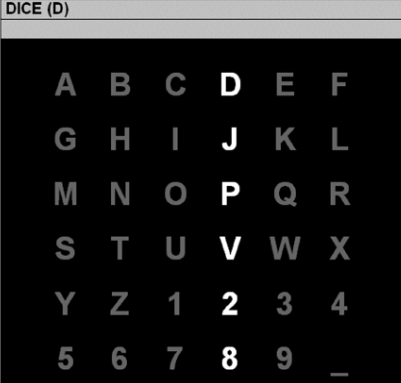 DICE (D)
A B C D E F
G H I J K L
M N O P Q R
S T U V W X
Y Z 1 2 3 4
5 6 7 8 9 _